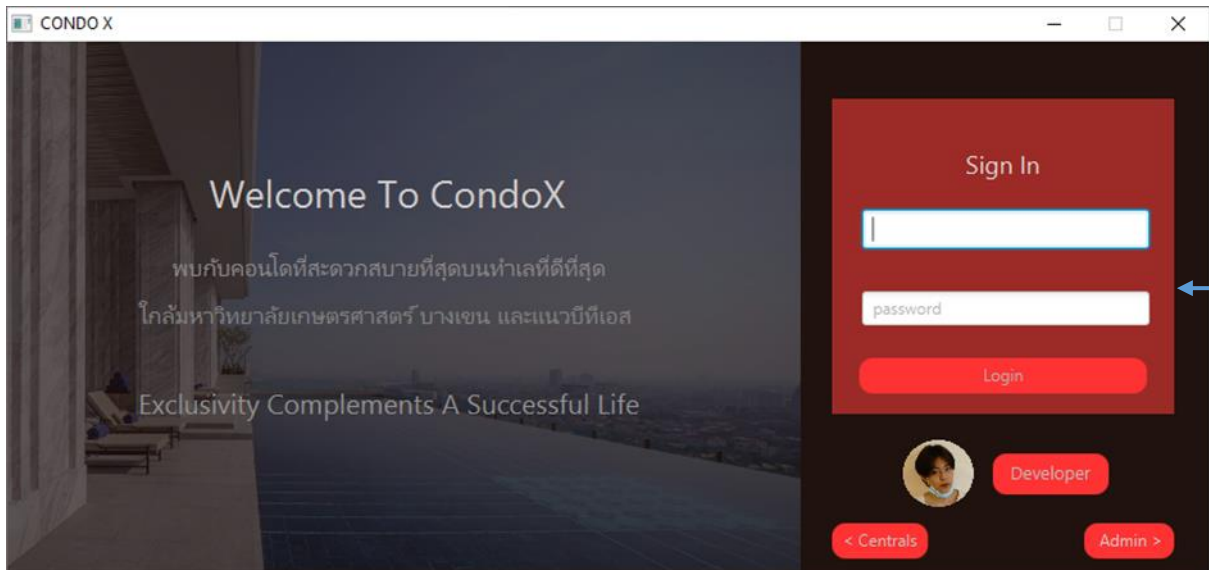 CONDO X
Welcome To CondoX
พบกับคอนโดที่สะดวกสบายที่สุดบนทำเลที่ดีที่สุด
ใกล้มหาวิทยาลัยเกษตรศาสตร์ บางเขน และแนวบีทีเอส
Exclusivity Complements A Successful Life
Sign In
password
Login
Developer
< Centrals
Admin >